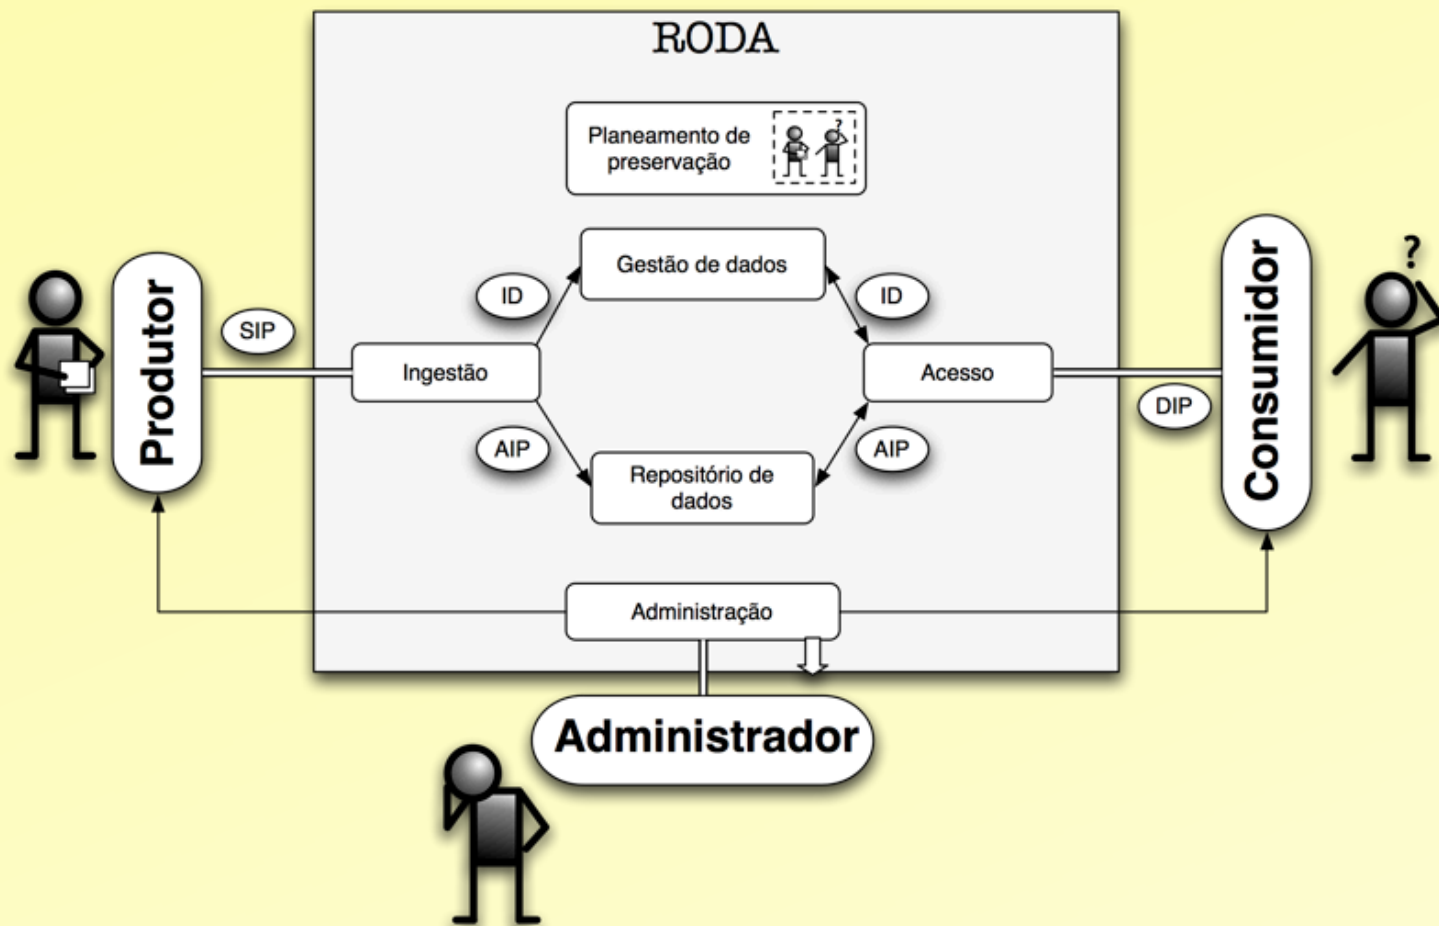 RODA
Planeamento de
preservação
?
Gestão de dados
ID
ID
Produtor
SIP
Ingestão
Acesso
DIP
Consumidor
?
AIP
AIP
Repositório de
dados
Administração
Administrador